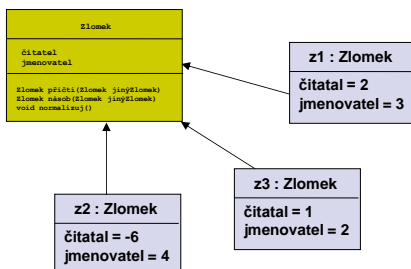 Zlomek
čitatel
jmenovatel
Zlomek přičti(Zlomek jinýZlomek)
Zlomek násob(Zlomek jinýZlomek)
void normalizuj()
z1 : Zlomek
čitatal = 2
jmenovatel = 3
z2 : Zlomek
čitatal = -6
jmenovatel = 4
z3 : Zlomek
čitatal = 1
jmenovatel = 2